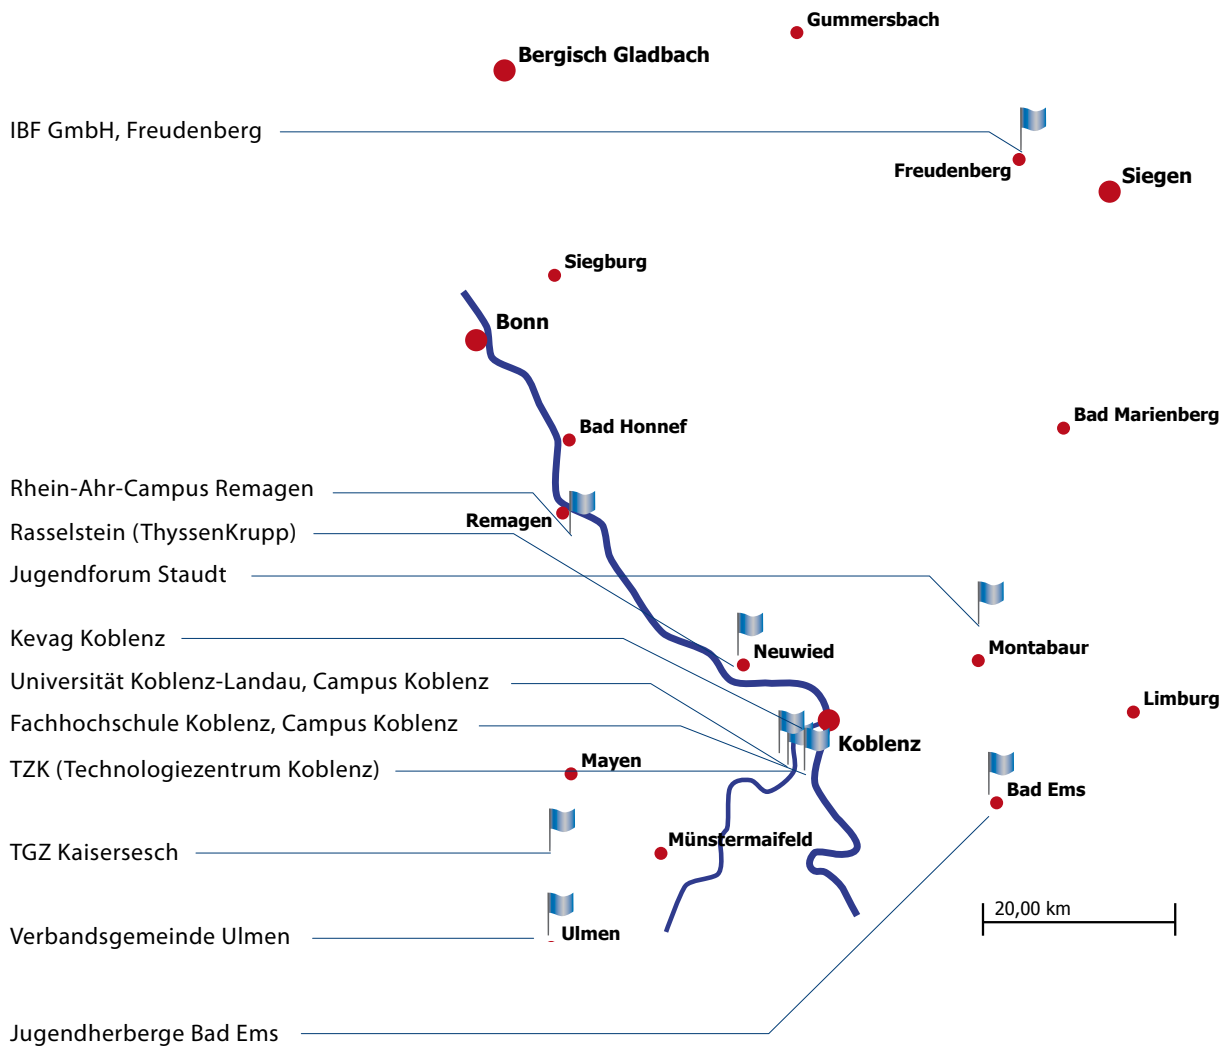 Gummersbach
Bergisch Gladbach
IBF GmbH, Freudenberg
Freudenberg
Siegen
Siegburg
Bonn
Bad Marienberg
Bad Honnef
Rhein-Ahr-Campus Remagen
Remagen
Rasselstein (ThyssenKrupp)
Jugendforum Staudt
Kevag Koblenz
Neuwied
Montabaur
Universität Koblenz-Landau, Campus Koblenz
Limburg
Fachhochschule Koblenz, Campus Koblenz
Koblenz
TZK (Technologiezentrum Koblenz)
Mayen
Bad Ems
Münstermaifeld
TGZ Kaisersesch
20,00 km
Verbandsgemeinde Ulmen
Ulmen
Jugendherberge Bad Ems